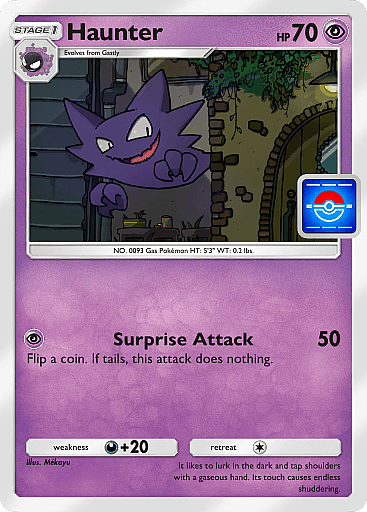 STAGE 1
Haunter
HP 70
Evolves from Gastly
NO. 0093 Gas Pokémon HT: 5'3" WT: 0.2 lbs.
Surprise Attack 50
Flip a coin. If tails, this attack does nothing.
weakness +20 retreat
Illus. Mékayu
It likes to lurk in the dark and tap shoulders
with a gaseous hand. Its touch causes endless
shuddering.